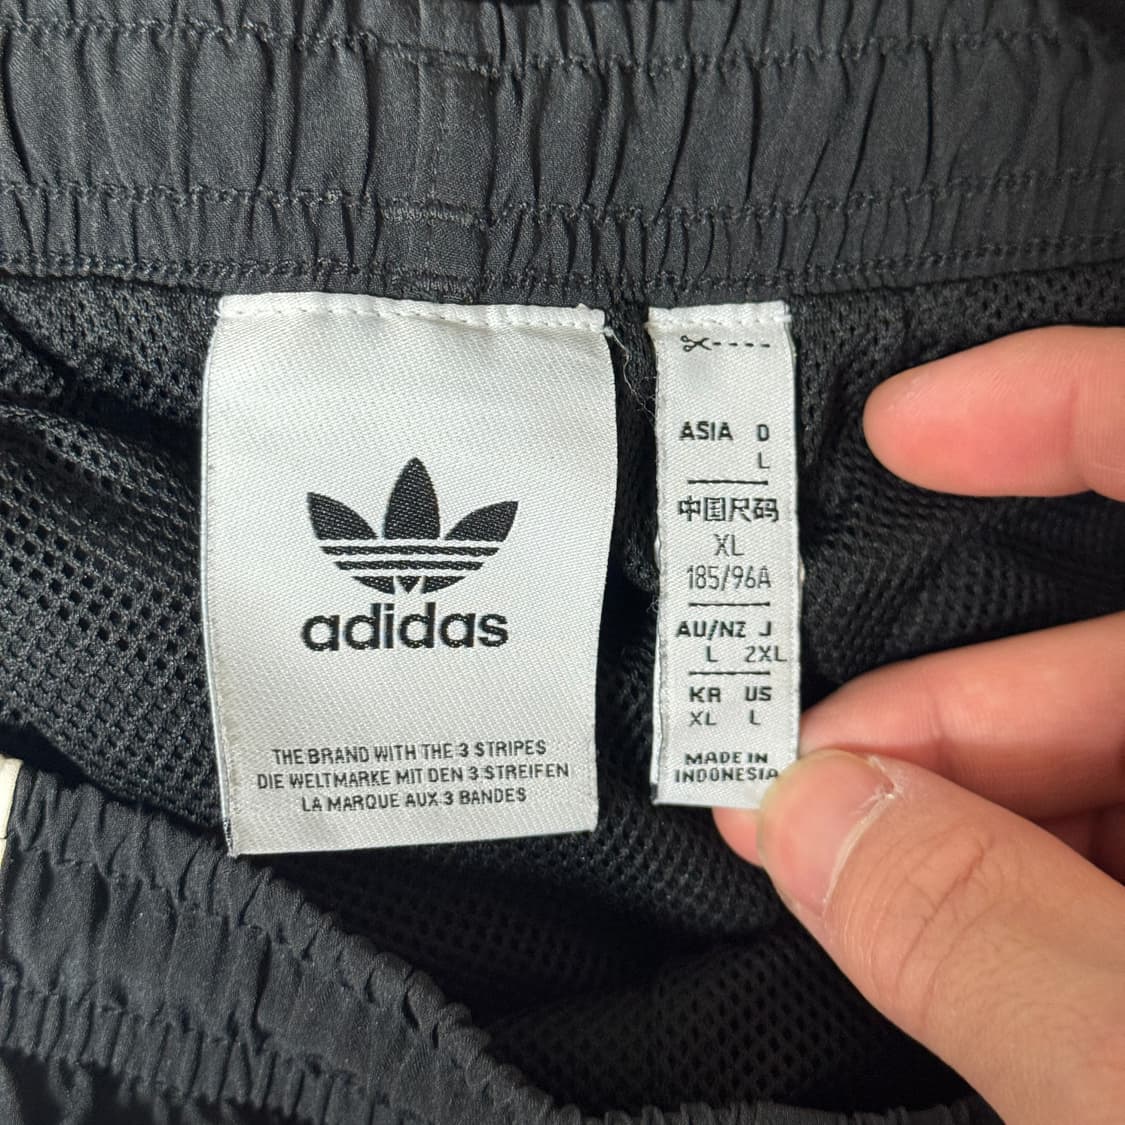 adidas
THE BRAND WITH THE 3 STRIPES
DIE WELTMARKE MIT DEN 3 STREIFEN
LA MARQUE AUX 3 BANDES
ASIA D
L
中国尺码
XL
185/96A
AU/NZ J
L 2XL
KR US
XL L
MADE IN
INDONESIA